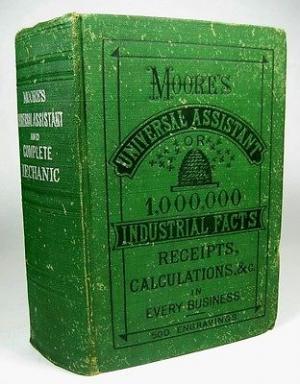 MOORE'S
UNIVERSAL ASSISTANT
AND
COMPLETE
MECHANIC
MOORE'S
UNIVERSAL ASSISTANT
OR
1,000,000
INDUSTRIAL FACTS
RECEIPTS,
CALCULATIONS, &C.
IN
EVERY BUSINESS
500 ENGRAVINGS